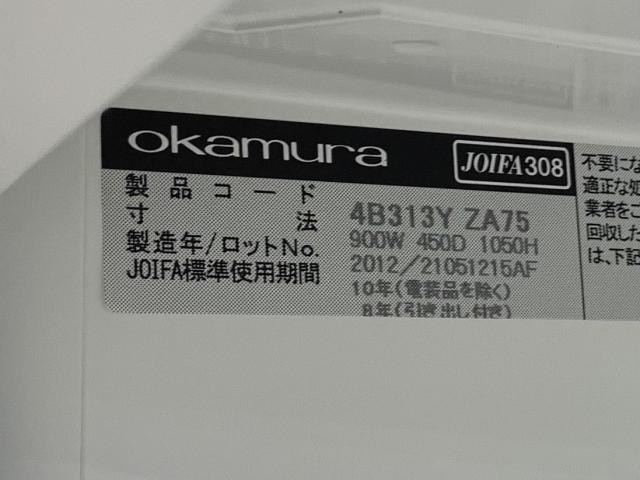 okamura
JOIFA308
製品コード 4B313Y ZA75
寸法 900W 450D 1050H
製造年/ロットNo. 2012/21051215AF
JOIFA標準使用期間 10年(電装品を除く)
8年(引き出し付き)
不要にな
適正な処
業者をご
回収した
は、下記